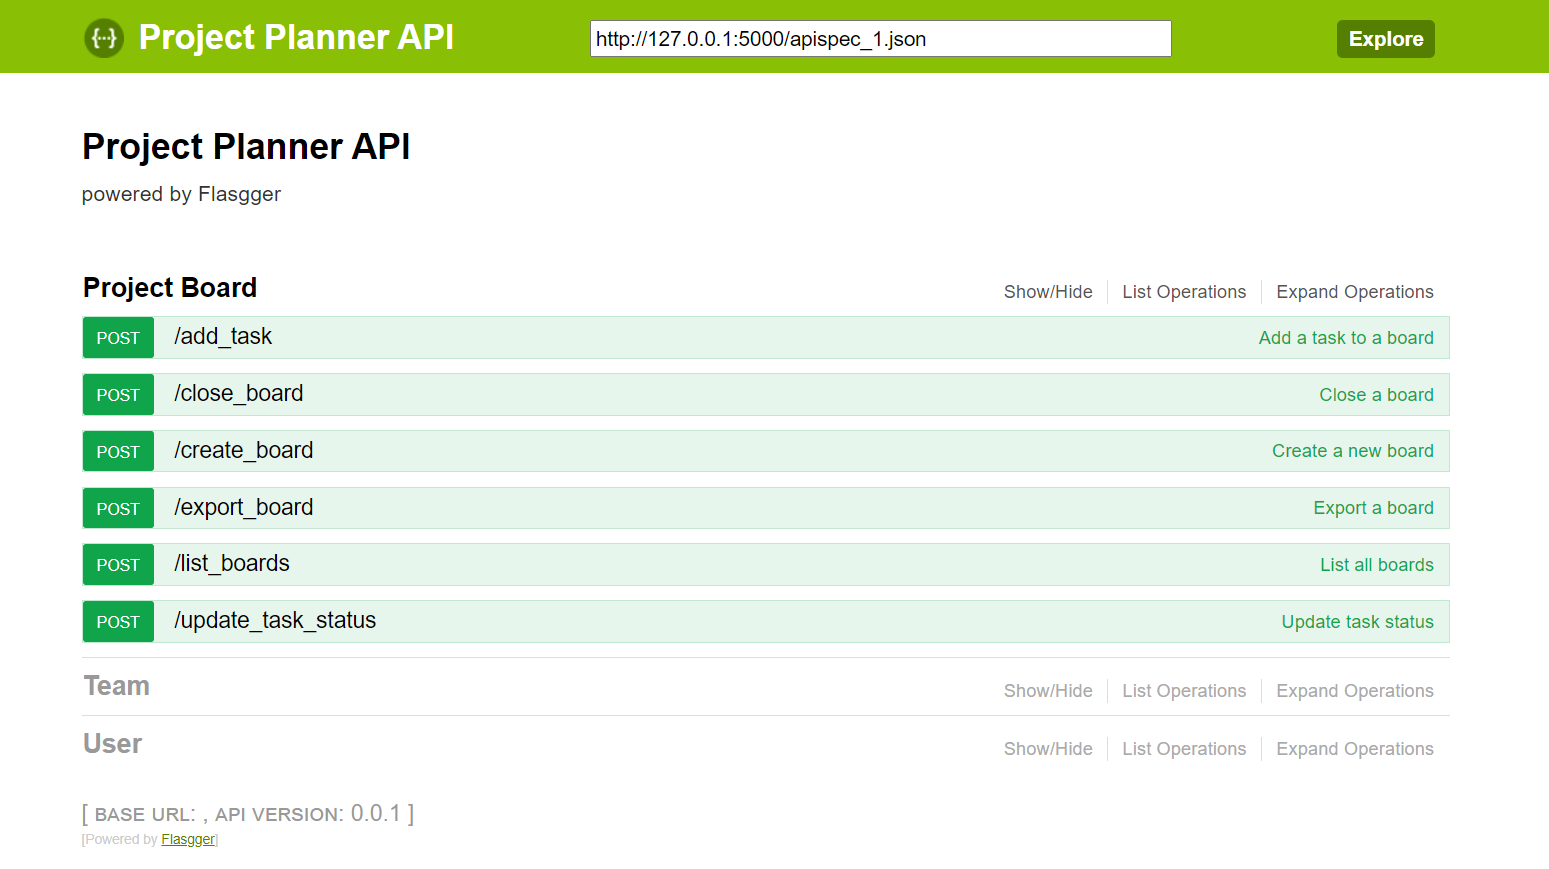 Project Planner API
http://127.0.0.1:5000/apispec_1.json
Explore
Project Planner API
powered by Flasgger
Project Board
Show/Hide
List Operations
Expand Operations
POST /add_task Add a task to a board
POST /close_board Close a board
POST /create_board Create a new board
POST /export_board Export a board
POST /list_boards List all boards
POST /update_task_status Update task status
Team
Show/Hide
List Operations
Expand Operations
User
Show/Hide
List Operations
Expand Operations
[ BASE URL: , API VERSION: 0.0.1 ]
[Powered by Flasgger]